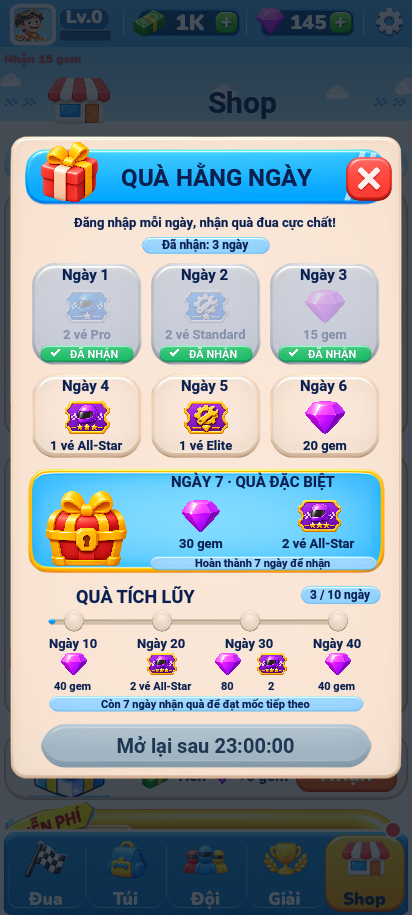 Lv.0
1K
145
Nhận 15 gem
Shop
QUÀ HẰNG NGÀY
Đăng nhập mỗi ngày, nhận quà đua cực chất!
Đã nhận: 3 ngày
Ngày 1
Ngày 2
Ngày 3
2 vé Pro
2 vé Standard
15 gem
ĐÃ NHẬN
ĐÃ NHẬN
ĐÃ NHẬN
Ngày 4
Ngày 5
Ngày 6
1 vé All-Star
1 vé Elite
20 gem
NGÀY 7 · QUÀ ĐẶC BIỆT
30 gem
2 vé All-Star
Hoàn thành 7 ngày để nhận
QUÀ TÍCH LŨY
3 / 10 ngày
Ngày 10
Ngày 20
Ngày 30
Ngày 40
40 gem
2 vé All-Star
80
2
40 gem
Còn 7 ngày nhận quà để đạt mốc tiếp theo
Mở lại sau 23:00:00
PHÍ
Đua
Túi
Đội
Giải
Shop